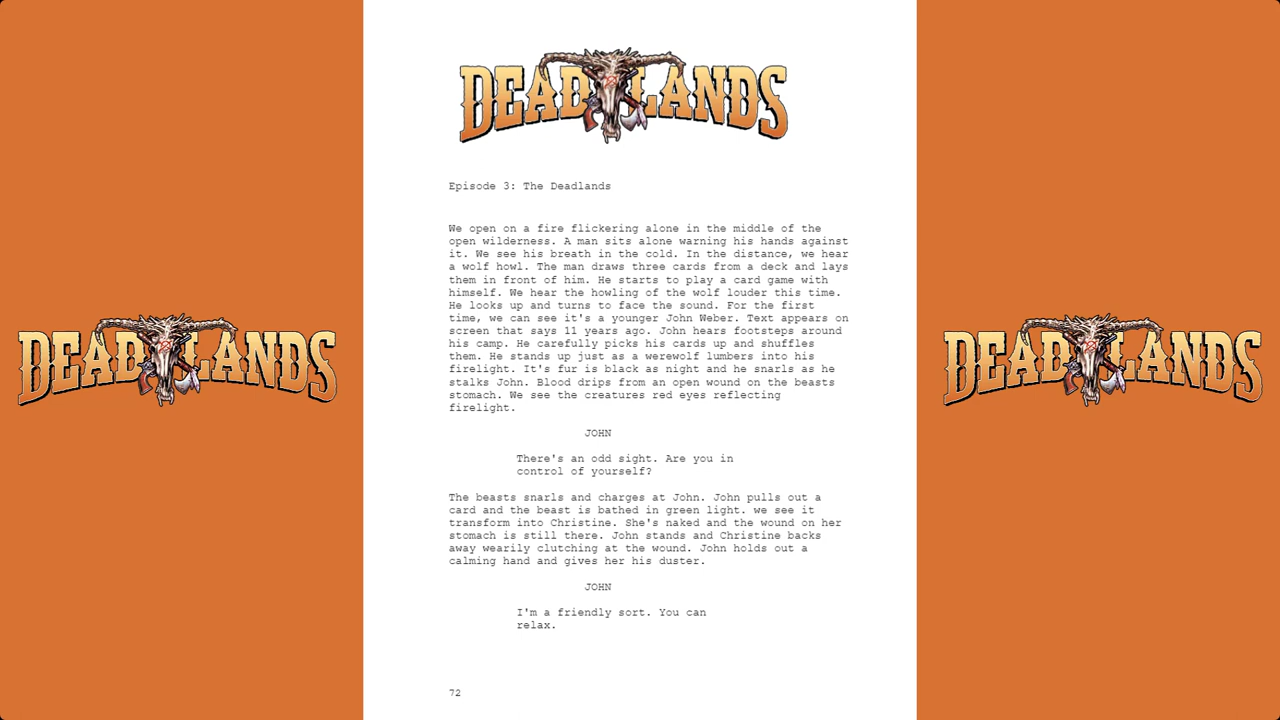 DEADLANDS
Episode 3: The Deadlands
We open on a fire flickering alone in the middle of the
open wilderness. A man sits alone warning his hands against
it. We see his breath in the cold. In the distance, we hear
a wolf howl. The man draws three cards from a deck and lays
them in front of him. He starts to play a card game with
himself. We hear the howling of the wolf louder this time.
He looks up and turns to face the sound. For the first
time, we can see it's a younger John Weber. Text appears on
screen that says 11 years ago. John hears footsteps around
his camp. He carefully picks his cards up and shuffles
them. He stands up just as a werewolf lumbers into his
firelight. It's fur is black as night and he snarls as he
stalks John. Blood drips from an open wound on the beasts
stomach. We see the creatures red eyes reflecting
firelight.
JOHN
There's an odd sight. Are you in
control of yourself?
The beasts snarls and charges at John. John pulls out a
card and the beast is bathed in green light. we see it
transform into Christine. She's naked and the wound on her
stomach is still there. John stands and Christine backs
away wearily clutching at the wound. John holds out a
calming hand and gives her his duster.
JOHN
I'm a friendly sort. You can
relax.
72
DEADLANDS
DEADLANDS